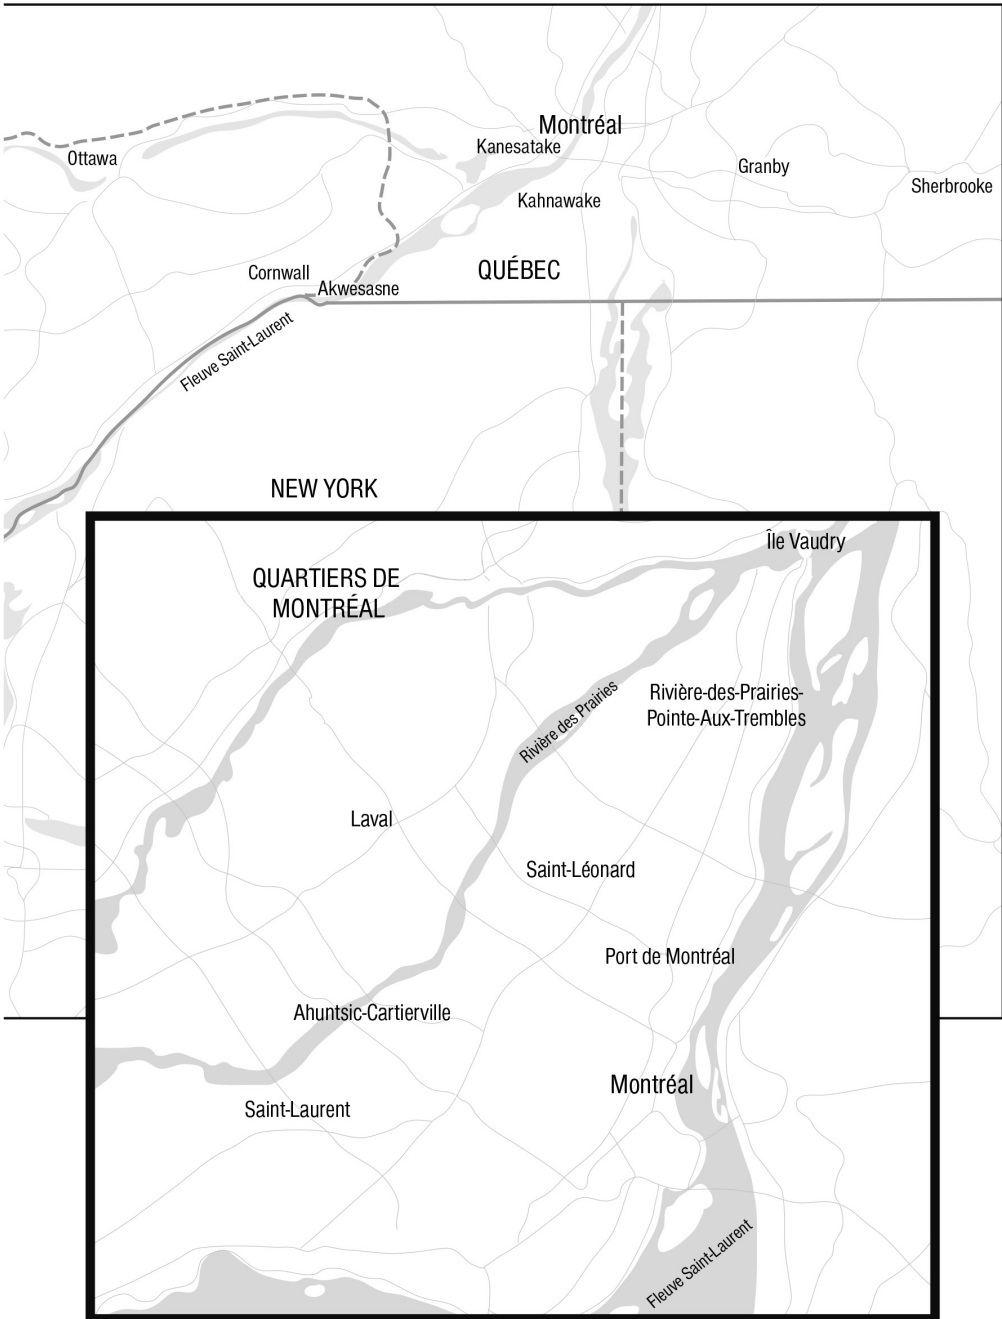 Montréal
Kanesatake
Ottawa
Granby
Sherbrooke
Kahnawake
Cornwall
QUÉBEC
Akwesasne
Fleuve Saint-Laurent
NEW YORK
Île Vaudry
QUARTIERS DE
MONTRÉAL
Rivière des Prairies
Rivière-des-Prairies-
Pointe-Aux-Trembles
Laval
Saint-Léonard
Port de Montréal
Ahuntsic-Cartierville
Montréal
Saint-Laurent
Fleuve Saint-Laurent